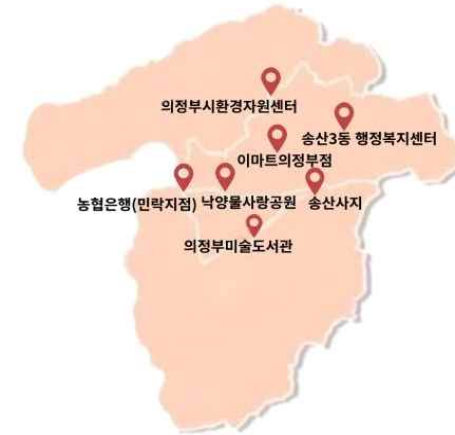 의정부시환경자원센터
송산3동 행정복지센터
이마트의정부점
농협은행(민락지점)
낙양물사랑공원
송산사지
의정부미술도서관